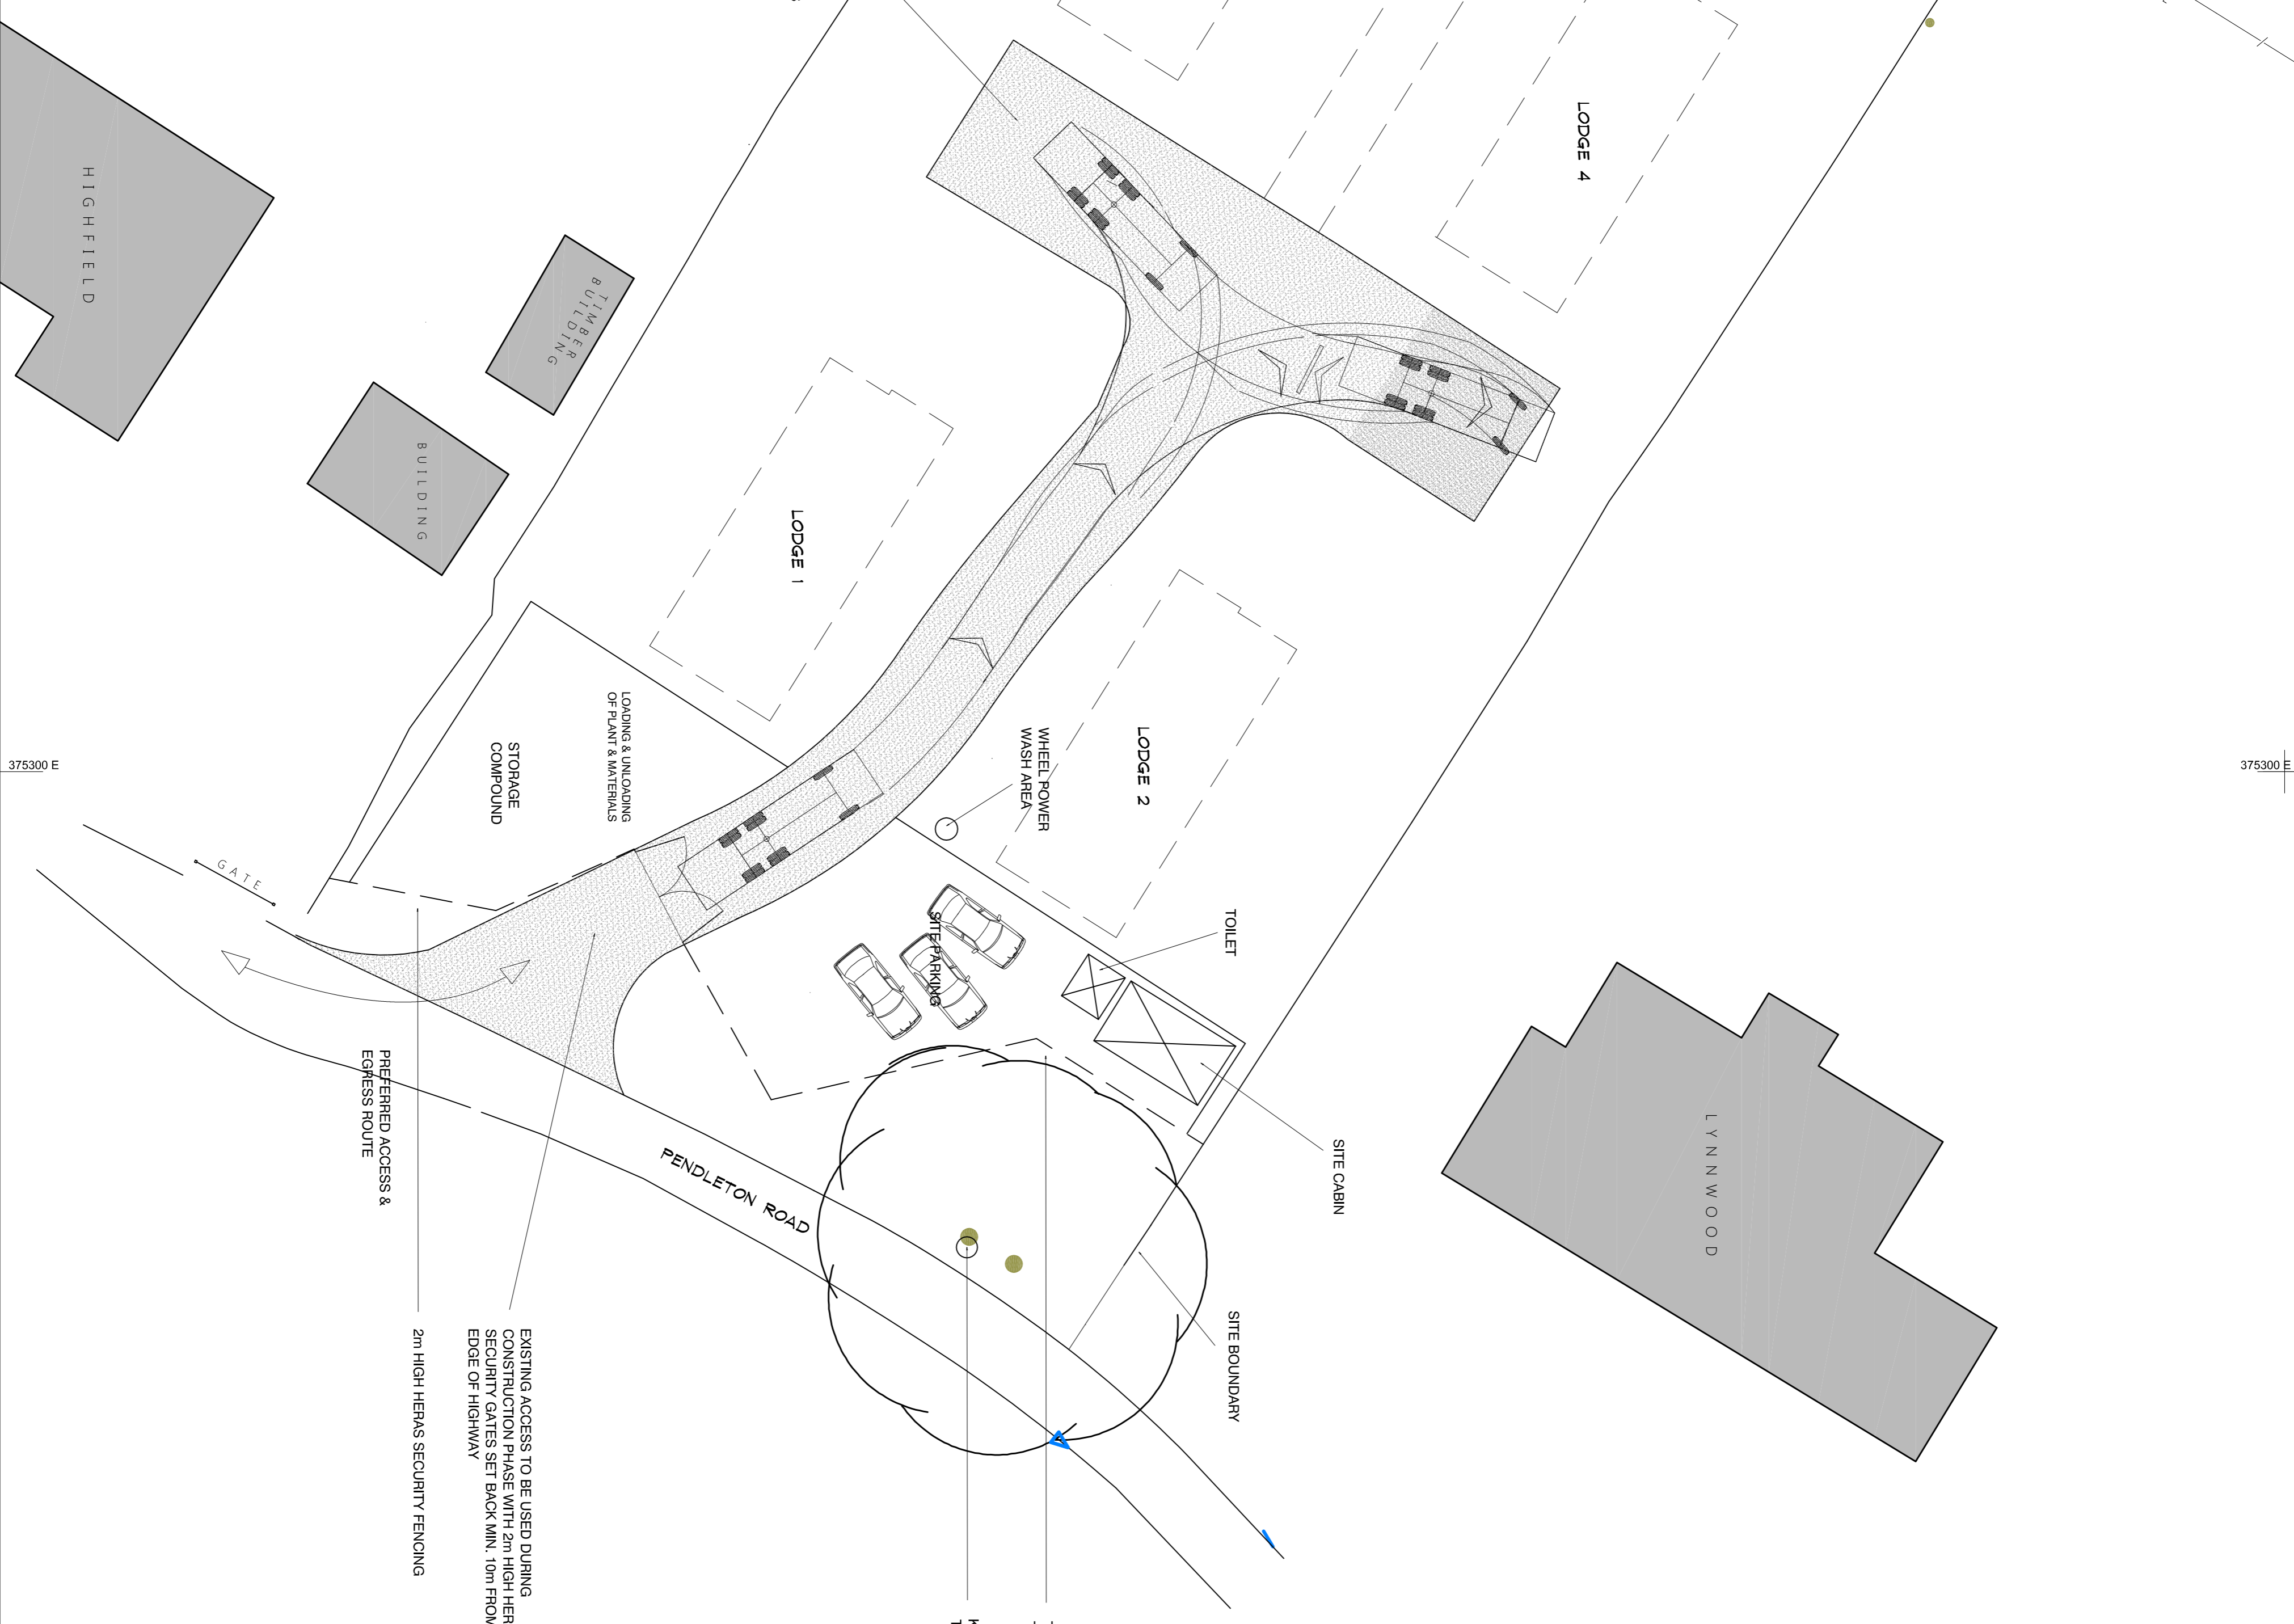 HIGHFIELD
TIMBER
BUILDING
BUILDING
LODGE 4
LODGE 1
LODGE 2
LOADING & UNLOADING
OF PLANT & MATERIALS
STORAGE
COMPOUND
WHEEL POWER
WASH AREA
375300 E
375300 E
GATE
SITE PARKING
TOILET
SITE CABIN
LYNNWOOD
PREFERRED ACCESS &
EGRESS ROUTE
PENDLETON ROAD
SITE BOUNDARY
2m HIGH HERAS SECURITY FENCING
EXISTING ACCESS TO BE USED DURING
CONSTRUCTION PHASE WITH 2m HIGH
SECURITY GATES SET BACK MIN. 10m FROM
EDGE OF HIGHWAY